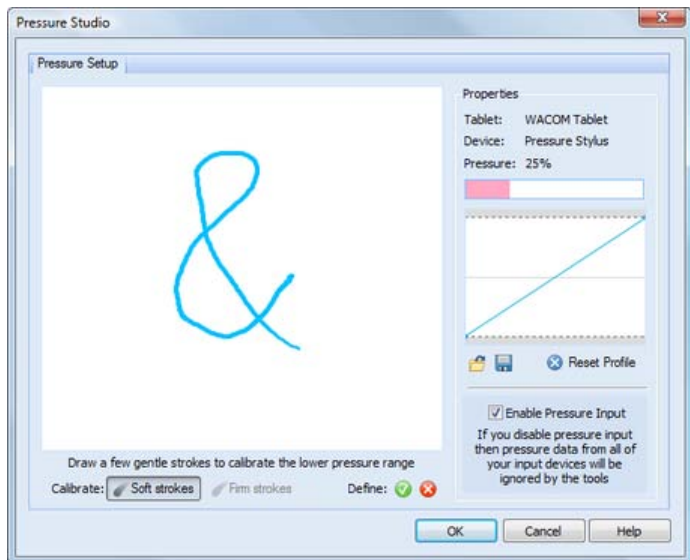 Pressure Studio
Pressure Setup
&
Draw a few gentle strokes to calibrate the lower pressure range
Calibrate: Soft strokes Firm strokes Define:
Properties
Tablet: WACOM Tablet
Device: Pressure Stylus
Pressure: 25%
Reset Profile
Enable Pressure Input
If you disable pressure input
then pressure data from all of
your input devices will be
ignored by the tools
OK Cancel Help